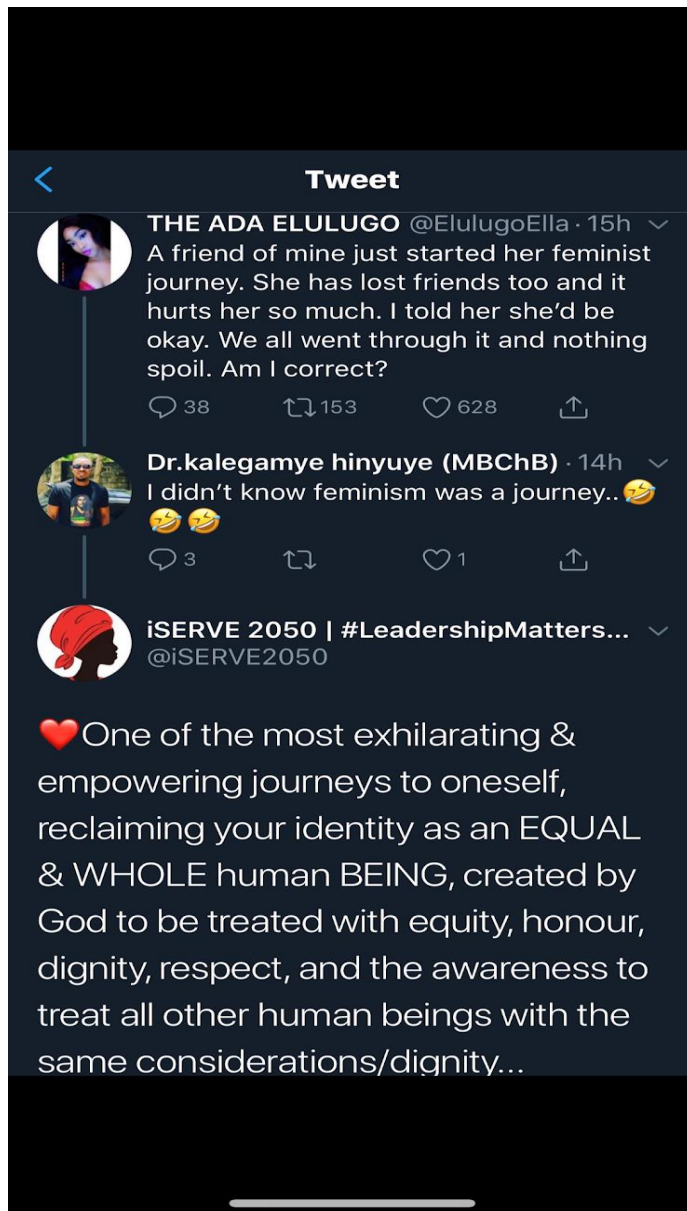 Tweet
THE ADA ELULUGO @ElulugoElla · 15h
A friend of mine just started her feminist
journey. She has lost friends too and it
hurts her so much. I told her she'd be
okay. We all went through it and nothing
spoil. Am I correct?
38 153 628
Dr.kalegamye hinyuye (MBChB) · 14h
I didn't know feminism was a journey..🤣
🤣🤣
3 1
iSERVE 2050 | #LeadershipMatters...
@iSERVE2050
❤️One of the most exhilarating &
empowering journeys to oneself,
reclaiming your identity as an EQUAL
& WHOLE human BEING, created by
God to be treated with equity, honour,
dignity, respect, and the awareness to
treat all other human beings with the
same considerations/dignity...